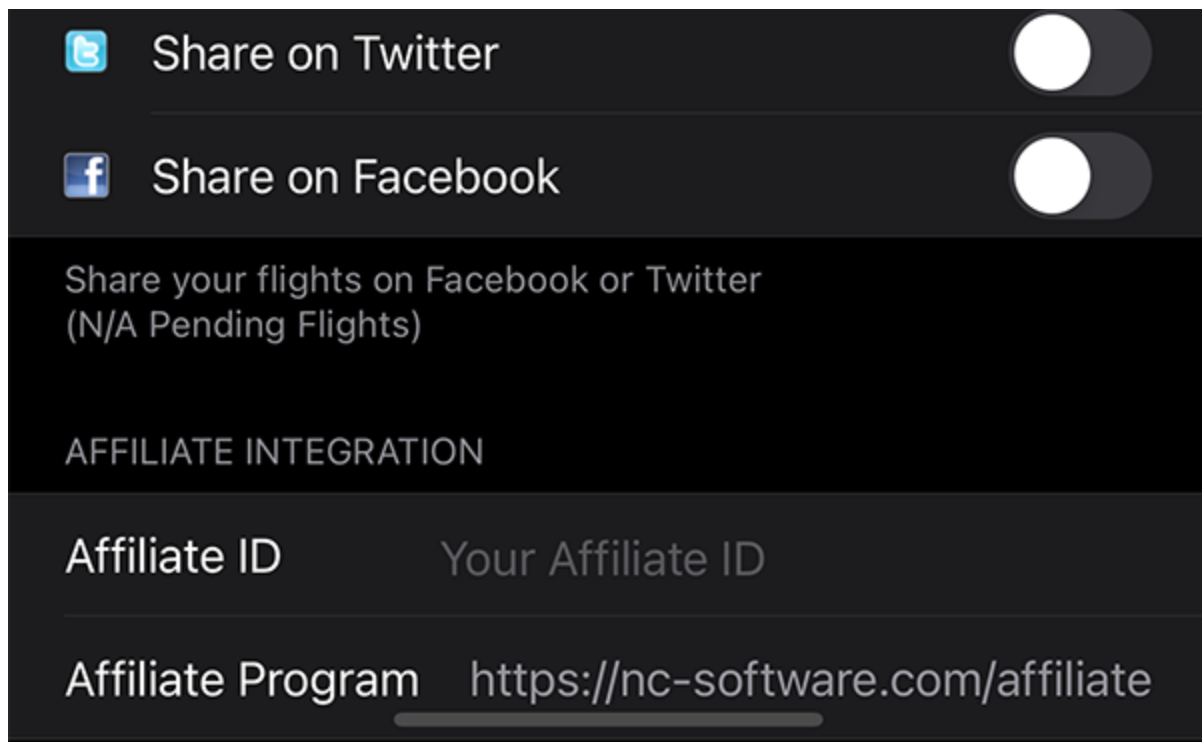 Share on Twitter
Share on Facebook
Share your flights on Facebook or Twitter
(N/A Pending Flights)
AFFILIATE INTEGRATION
Affiliate ID Your Affiliate ID
Affiliate Program https://nc-software.com/affiliate